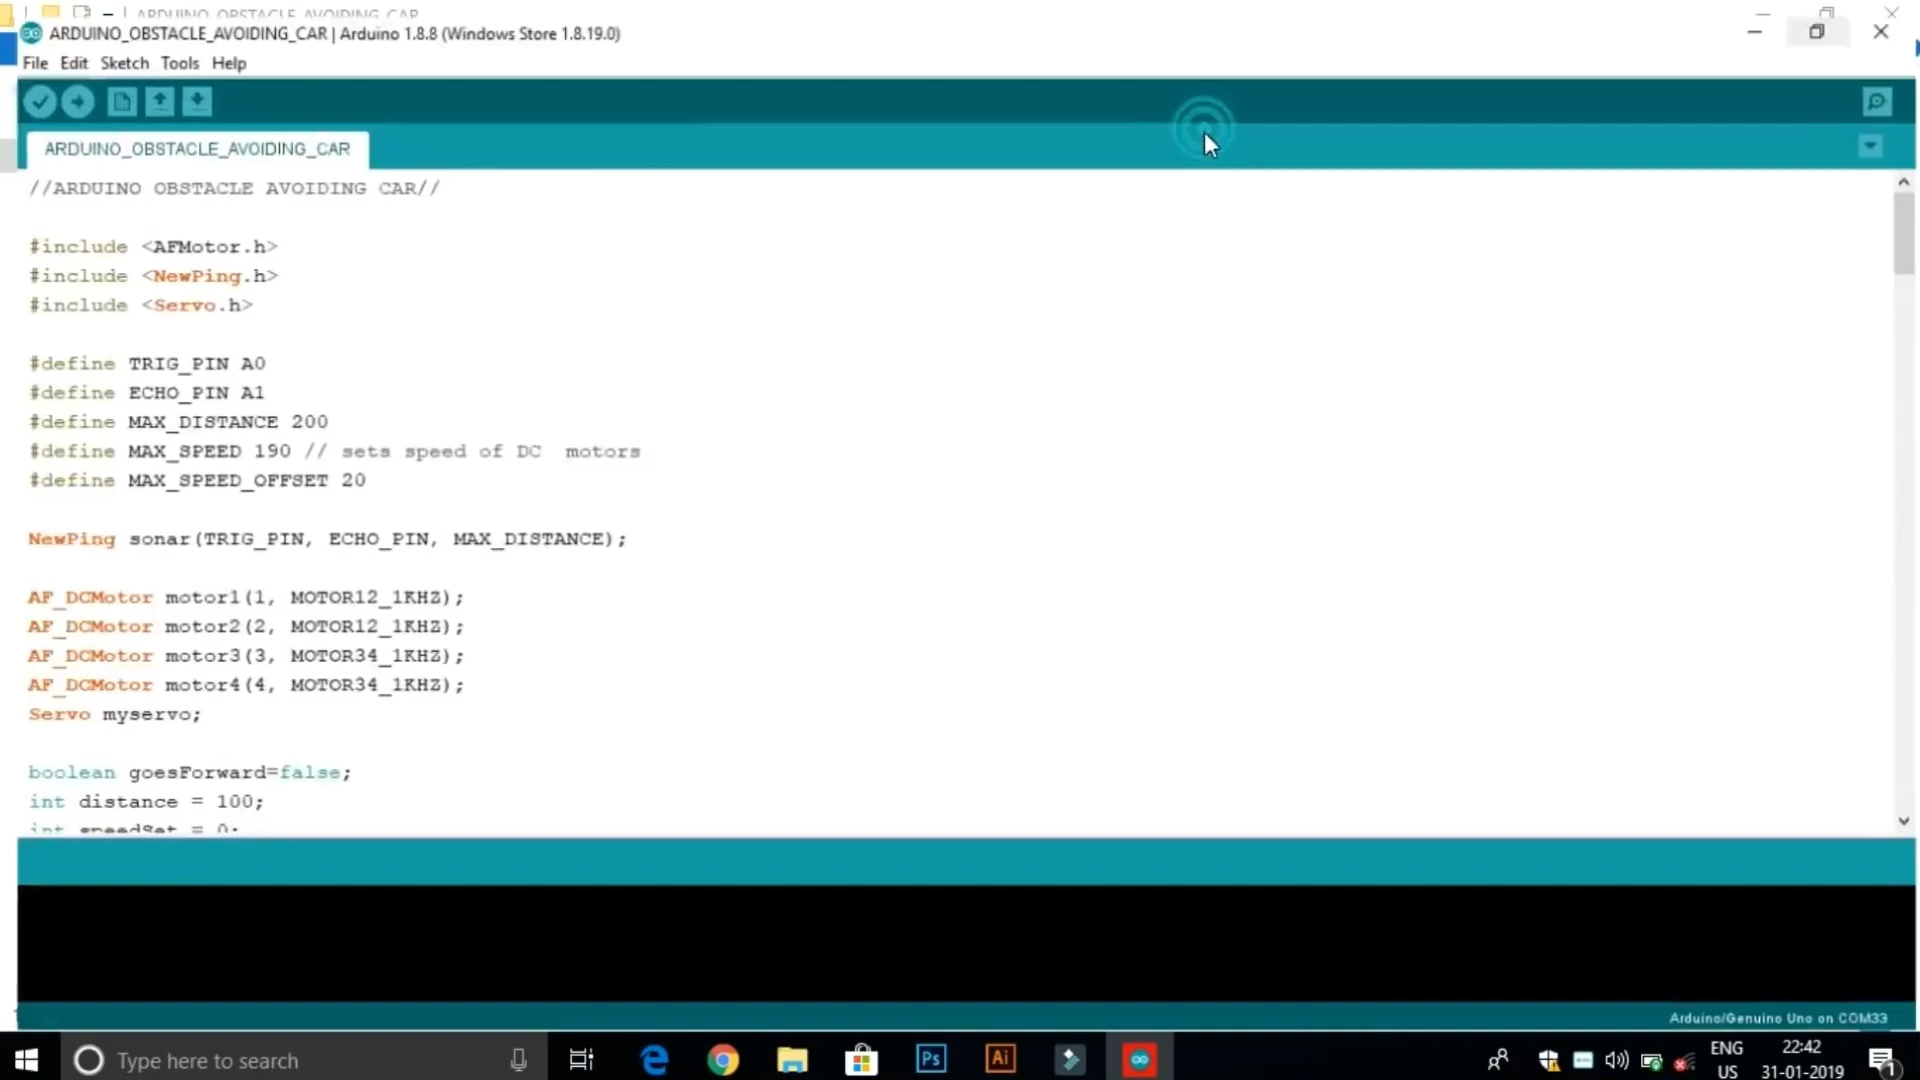 ARDUINO_OBSTACLE_AVOIDING_CAR
ARDUINO_OBSTACLE_AVOIDING_CAR | Arduino 1.8.8 (Windows Store 1.8.19.0)
File Edit Sketch Tools Help
ARDUINO_OBSTACLE_AVOIDING_CAR
//ARDUINO OBSTACLE AVOIDING CAR//
#include <AFMotor.h>
#include <NewPing.h>
#include <Servo.h>
#define TRIG_PIN A0
#define ECHO_PIN A1
#define MAX_DISTANCE 200
#define MAX_SPEED 190 // sets speed of DC  motors
#define MAX_SPEED_OFFSET 20
NewPing sonar(TRIG_PIN, ECHO_PIN, MAX_DISTANCE);
AF_DCMotor motor1(1, MOTOR12_1KHZ);
AF_DCMotor motor2(2, MOTOR12_1KHZ);
AF_DCMotor motor3(3, MOTOR34_1KHZ);
AF_DCMotor motor4(4, MOTOR34_1KHZ);
Servo myservo;
boolean goesForward=false;
int distance = 100;
int speedSet = 0;
Arduino/Genuino Uno on COM33
Type here to search
Ps
Ai
ENG
US
22:42
31-01-2019
1